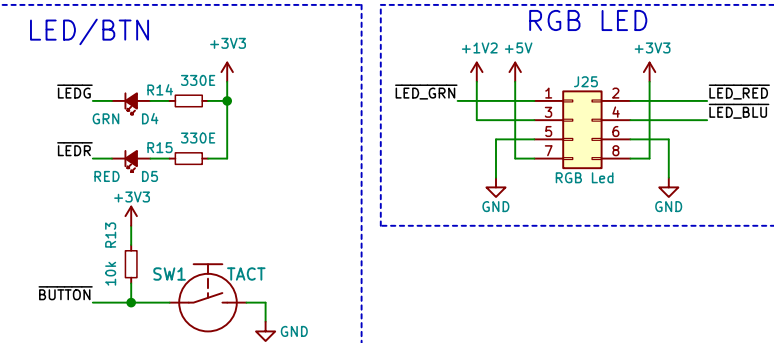 LED/BTN
+3V3
LEDG
R14
330E
GRN
D4
LEDR
R15
330E
RED
D5
+3V3
R13
10k
SW1
TACT
BUTTON
GND
RGB LED
+1V2
+5V
+3V3
J25
LED_GRN
1
2
LED_RED
3
4
LED_BLU
5
6
7
8
RGB Led
GND
GND